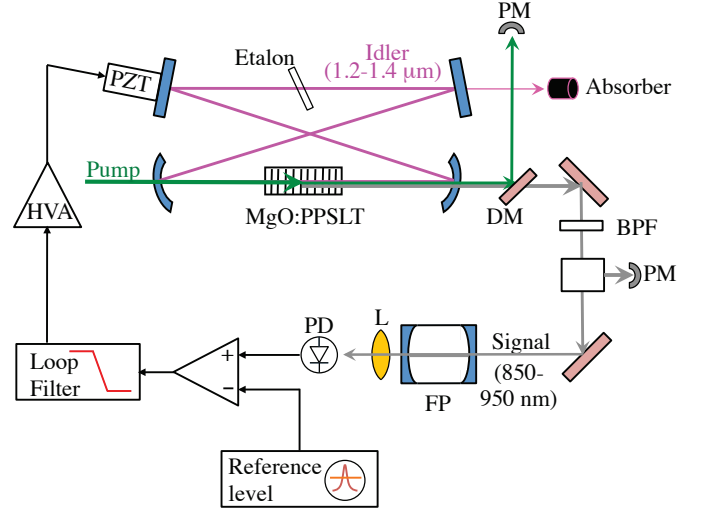 PM
Etalon
Idler
(1.2-1.4 μm)
PZT
Absorber
Pump
HVA
MgO:PPSLT
DM
BPF
PM
PD
L
Signal
(850-
950 nm)
FP
+
−
Loop
Filter
Reference
level